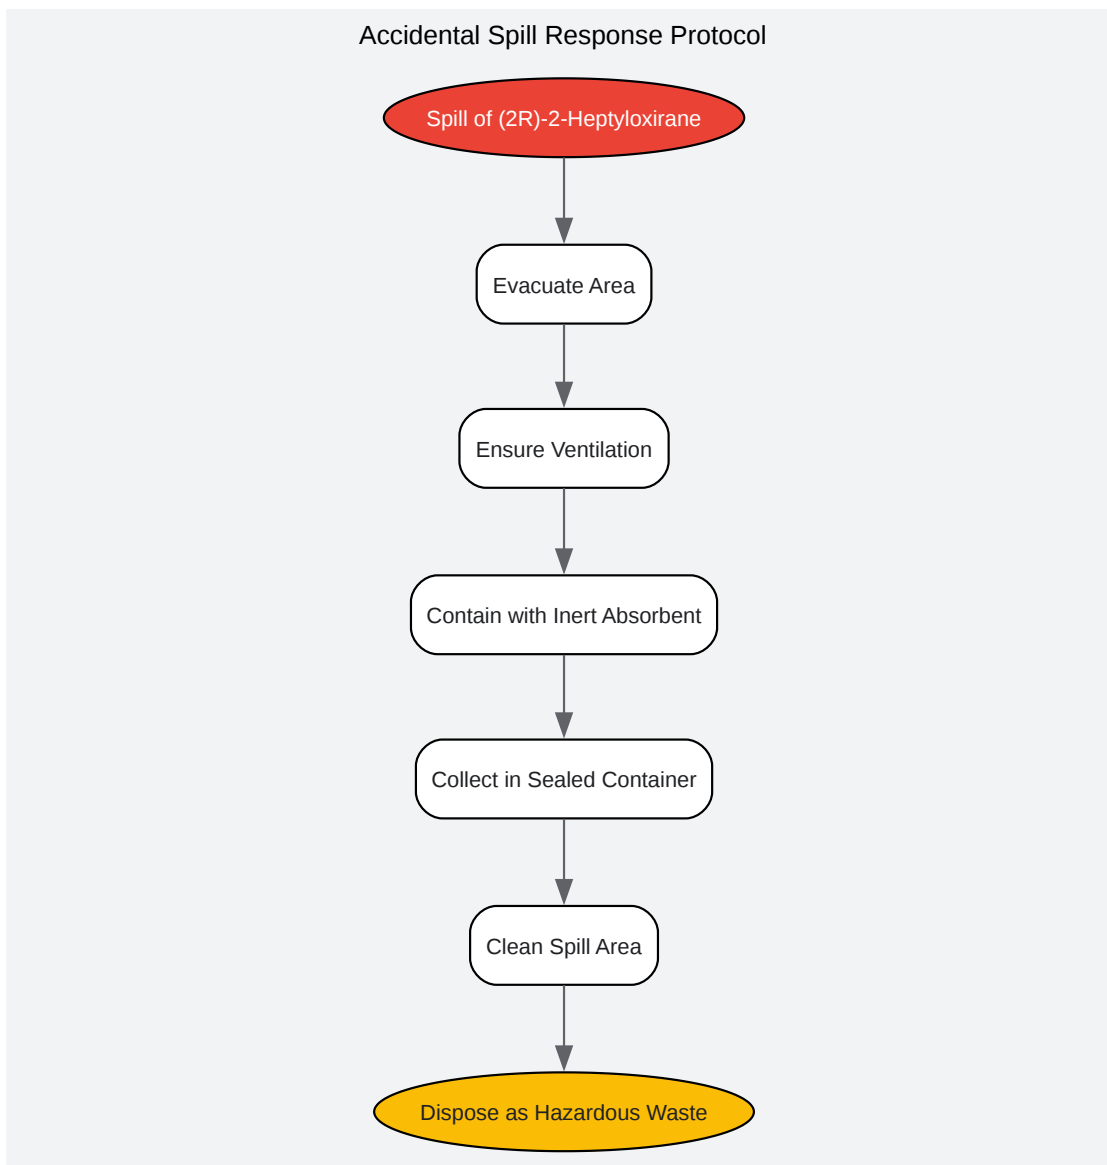 Accidental Spill Response Protocol
Spill of (2R)-2-Heptyloxirane
Evacuate Area
Ensure Ventilation
Contain with Inert Absorbent
Collect in Sealed Container
Clean Spill Area
Dispose as Hazardous Waste